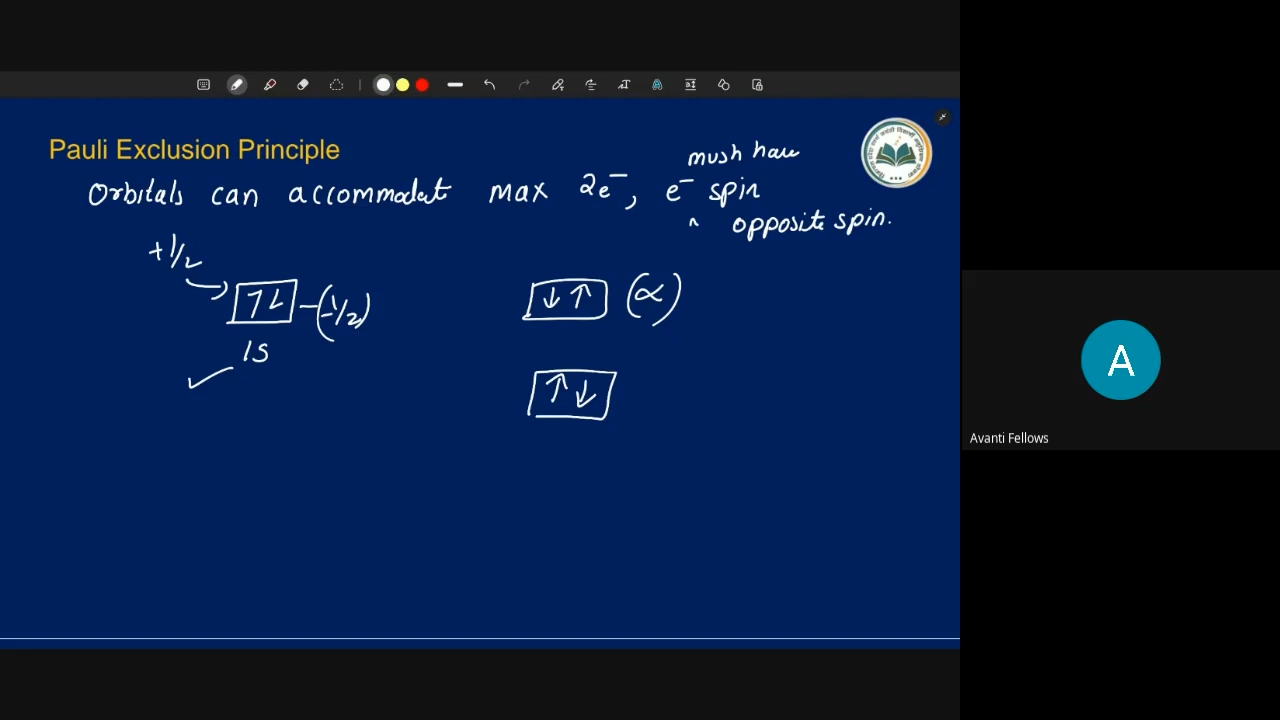 Pauli Exclusion Principle
mush have
Orbitals can accommodat max 2e⁻, e⁻ spin
opposite spin.
+1/2
↿⇂ -(-1/2)
1s
↓↑ (α)
↑↓
A
Avanti Fellows